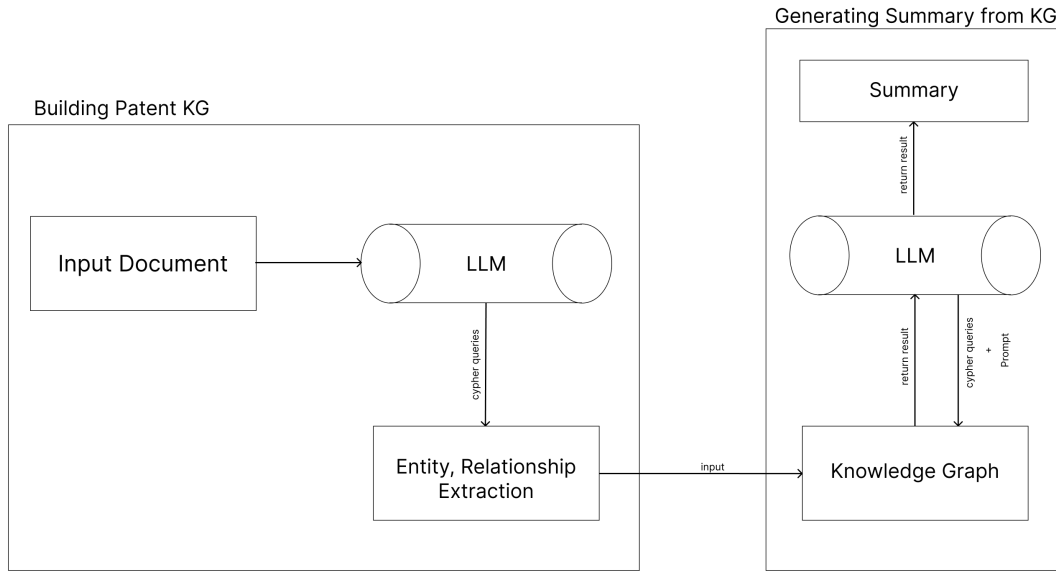 Generating Summary from KG
Summary
return result
LLM
return result
cypher queries
+
Prompt
Knowledge Graph
Building Patent KG
Input Document
LLM
cypher queries
Entity, Relationship
Extraction
input